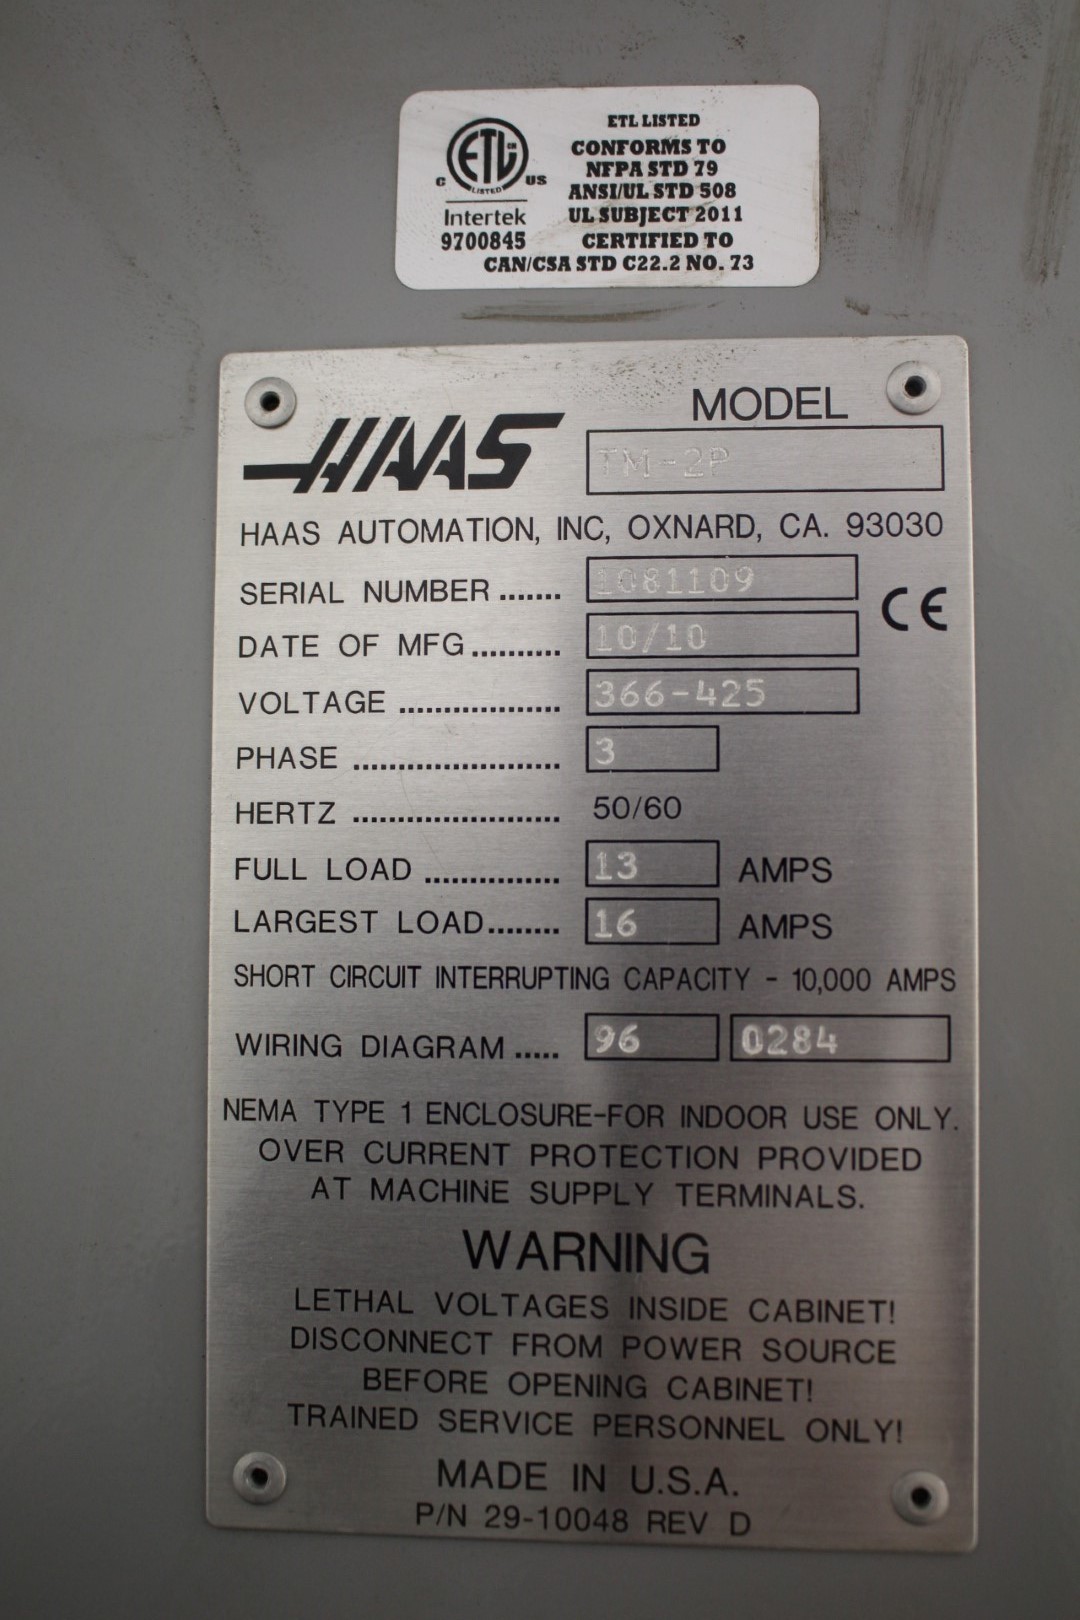 ETL LISTED
CONFORMS TO
NFPA STD 79
ANSI/UL STD 508
UL SUBJECT 2011
CERTIFIED TO
CAN/CSA STD C22.2 NO. 73
ETL CM
LISTED
C US
Intertek
9700845
HAAS
MODEL
TM-2P
HAAS AUTOMATION, INC, OXNARD, CA. 93030
SERIAL NUMBER ....... 1081109
CE
DATE OF MFG .......... 10/10
VOLTAGE .................. 366-425
PHASE ....................... 3
HERTZ ....................... 50/60
FULL LOAD ............... 13 AMPS
LARGEST LOAD........ 16 AMPS
SHORT CIRCUIT INTERRUPTING CAPACITY - 10,000 AMPS
WIRING DIAGRAM ..... 96 0284
NEMA TYPE 1 ENCLOSURE-FOR INDOOR USE ONLY.
OVER CURRENT PROTECTION PROVIDED
AT MACHINE SUPPLY TERMINALS.
WARNING
LETHAL VOLTAGES INSIDE CABINET!
DISCONNECT FROM POWER SOURCE
BEFORE OPENING CABINET!
TRAINED SERVICE PERSONNEL ONLY!
MADE IN U.S.A.
P/N 29-10048 REV D